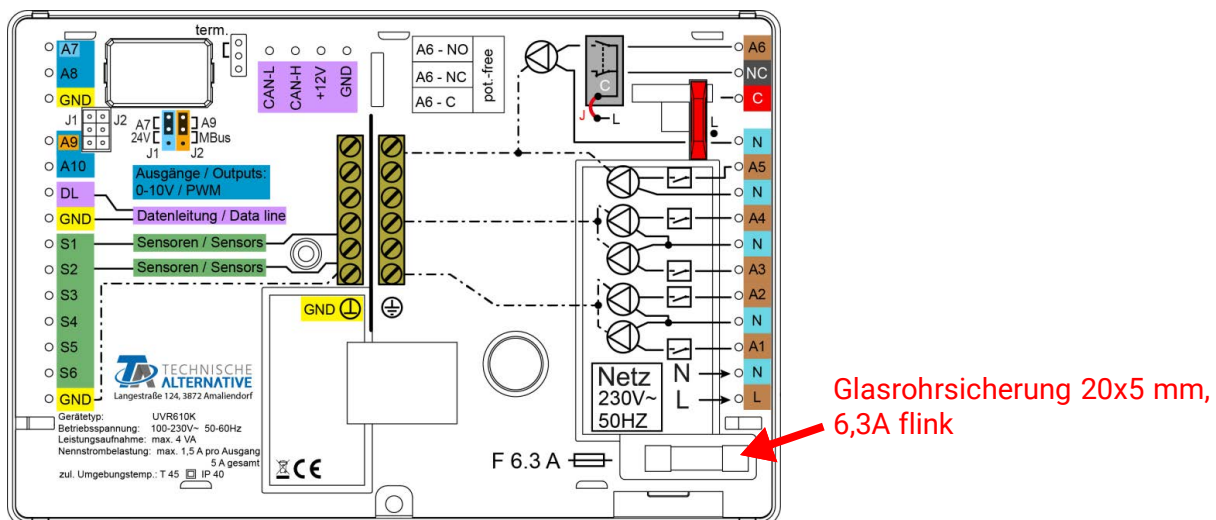 term.
A7
A8
GND
J1
J2
A7
24V
J1
A9
MBus
J2
A9
A10
DL
GND
S1
S2
S3
S4
S5
S6
GND
CAN-L
CAN-H
+12V
GND
A6 - NO
A6 - NC
A6 - C
pot.-free
Ausgänge / Outputs:
0-10V / PWM
Datenleitung / Data line
Sensoren / Sensors
Sensoren / Sensors
GND
C
J
L
L
A6
NC
C
N
A5
N
A4
N
A3
A2
N
A1
N
L
Netz
230V~
50HZ
N
L
TECHNISCHE
ALTERNATIVE
Langestraße 124, 3872 Amaliendorf
Gerätetyp: UVR610K
Betriebsspannung: 100-230V~ 50-60Hz
Leistungsaufnahme: max. 4 VA
Nennstrombelastung: max. 1,5 A pro Ausgang
5 A gesamt
zul. Umgebungstemp.: T 45 IP 40
CE
F 6.3 A
Glasrohrsicherung 20x5 mm,
6,3A flink